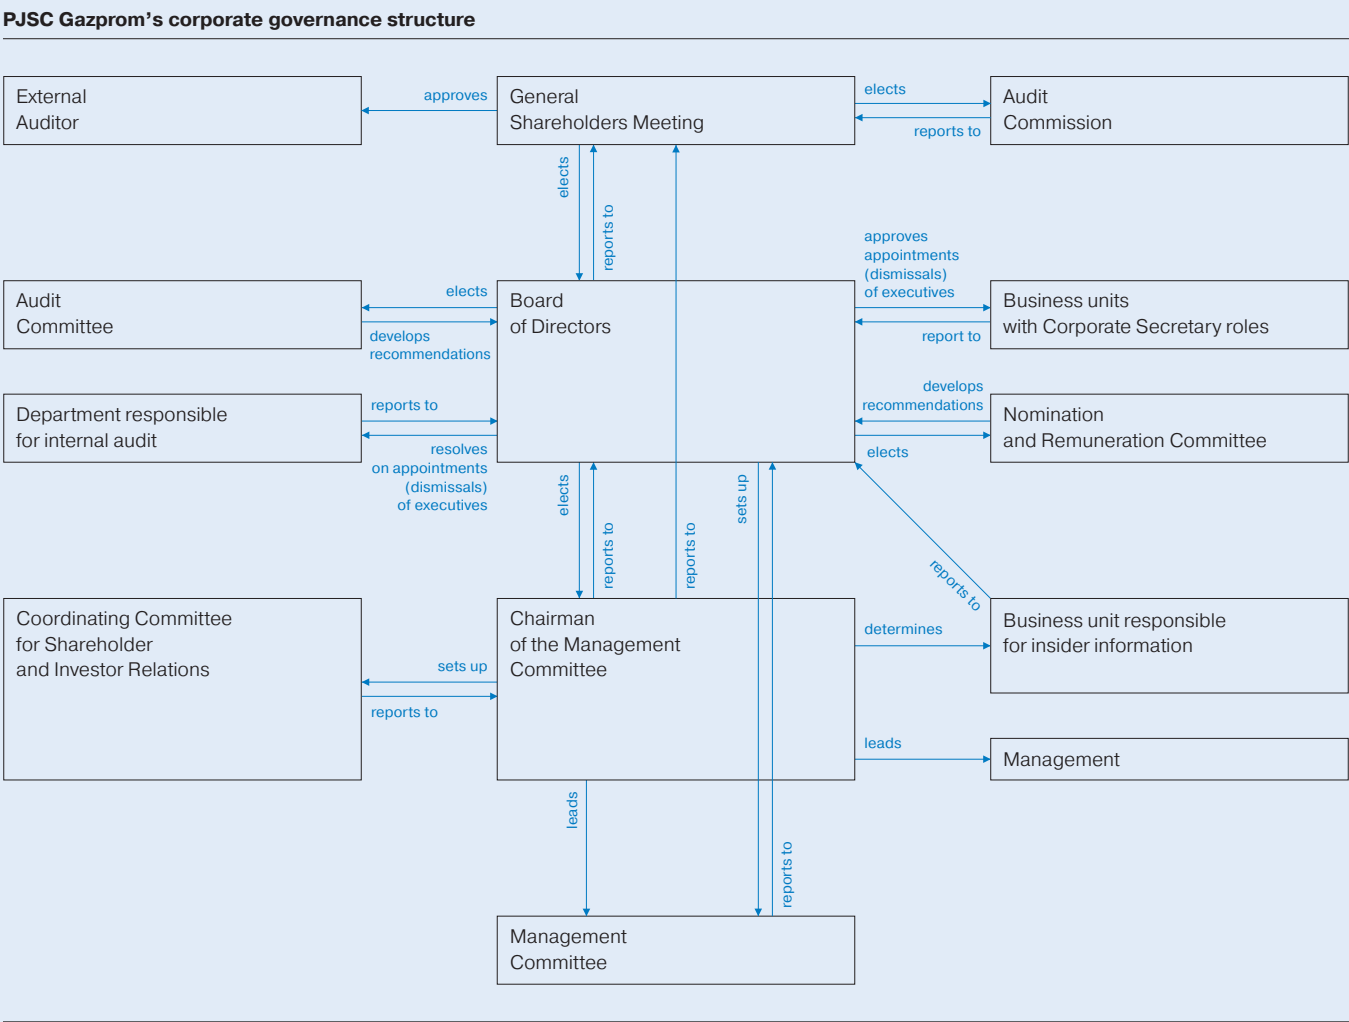 PJSC Gazprom's corporate governance structure
External
Auditor
approves
General
Shareholders Meeting
elects
reports to
Audit
Commission
elects
reports to
approves
appointments
(dismissals)
of executives
Audit
Committee
elects
develops
recommendations
Board
of Directors
report to
Business units
with Corporate Secretary roles
Department responsible
for internal audit
reports to
resolves
on appointments
(dismissals)
of executives
develops
recommendations
elects
Nomination
and Remuneration Committee
elects
reports to
reports to
sets up
reports to
Coordinating Committee
for Shareholder
and Investor Relations
sets up
reports to
Chairman
of the Management
Committee
determines
Business unit responsible
for insider information
leads
Management
leads
reports to
Management
Committee